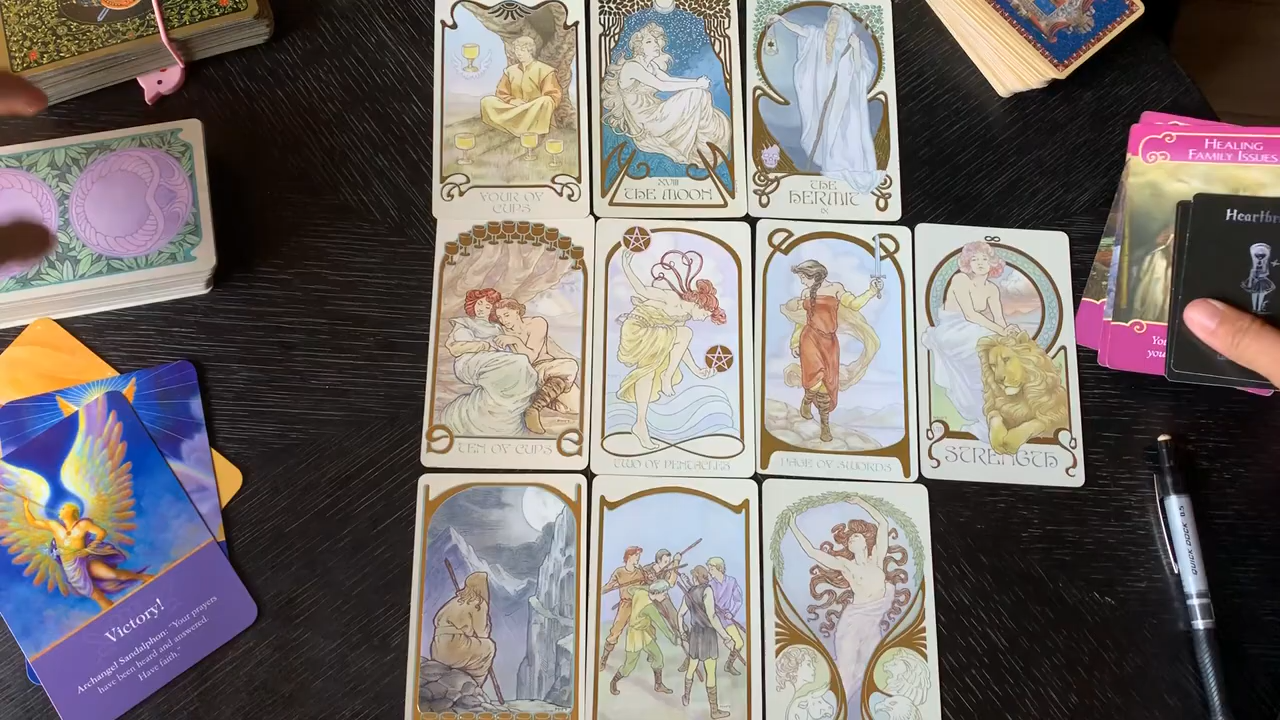 FOUR OF
CUPS
XVIII
THE MOON
THE
HERMIT
IX
HEALING
FAMILY ISSUES
Heartbr
You
you
TEN OF CUPS
TWO OF PENTACLES
PAGE OF SWORDS
STRENGTH
QUICK DOCK 0.5
Victory!
Archangel Sandalphon: "Your prayers
have been heard and answered.
Have faith."